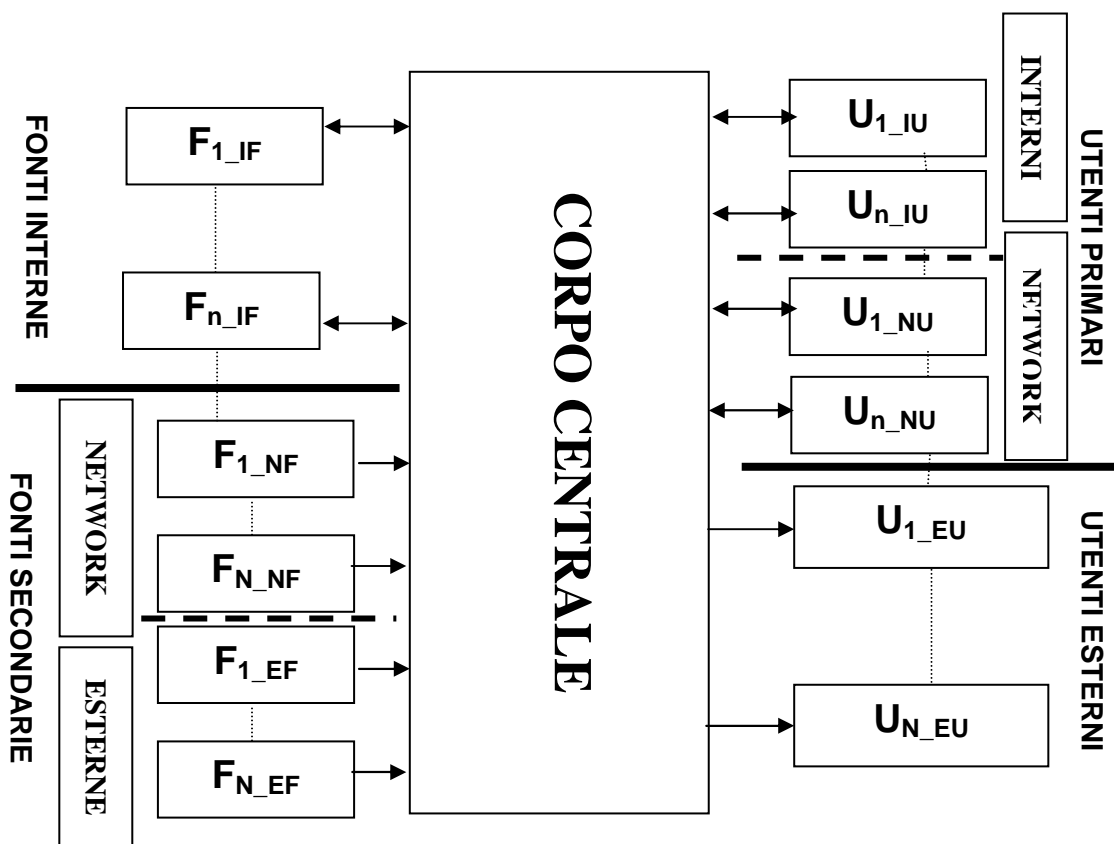 FONTI INTERNE
F1_IF
Fn_IF
FONTI SECONDARIE
NETWORK
F1_NF
FN_NF
ESTERNE
F1_EF
FN_EF
CORPO CENTRALE
UTENTI PRIMARI
INTERNI
U1_IU
Un_IU
NETWORK
U1_NU
Un_NU
UTENTI ESTERNI
U1_EU
UN_EU